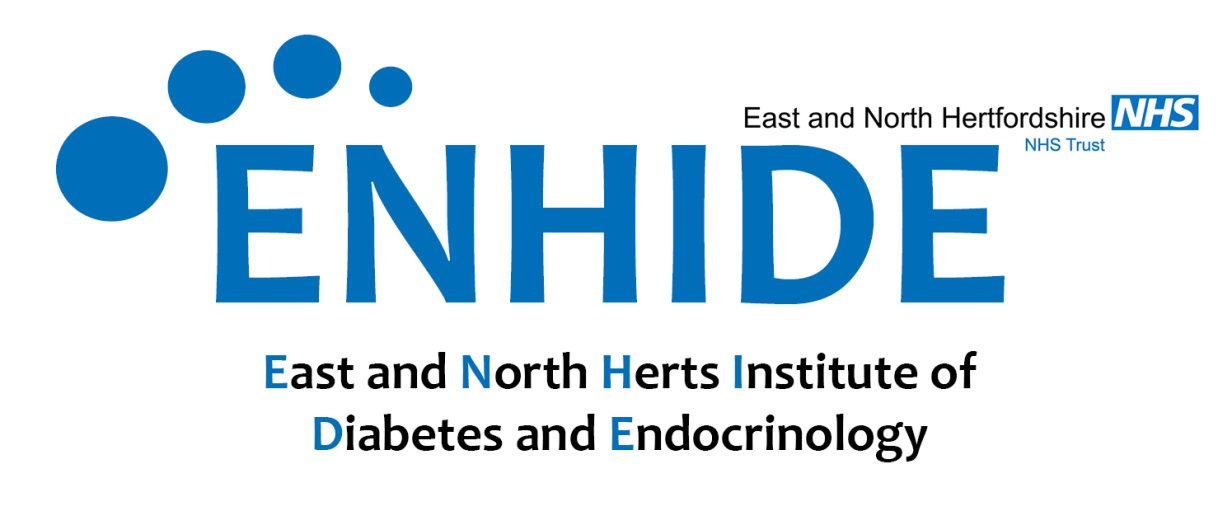 East and North Hertfordshire NHS
NHS Trust
ENHIDE
East and North Herts Institute of
Diabetes and Endocrinology